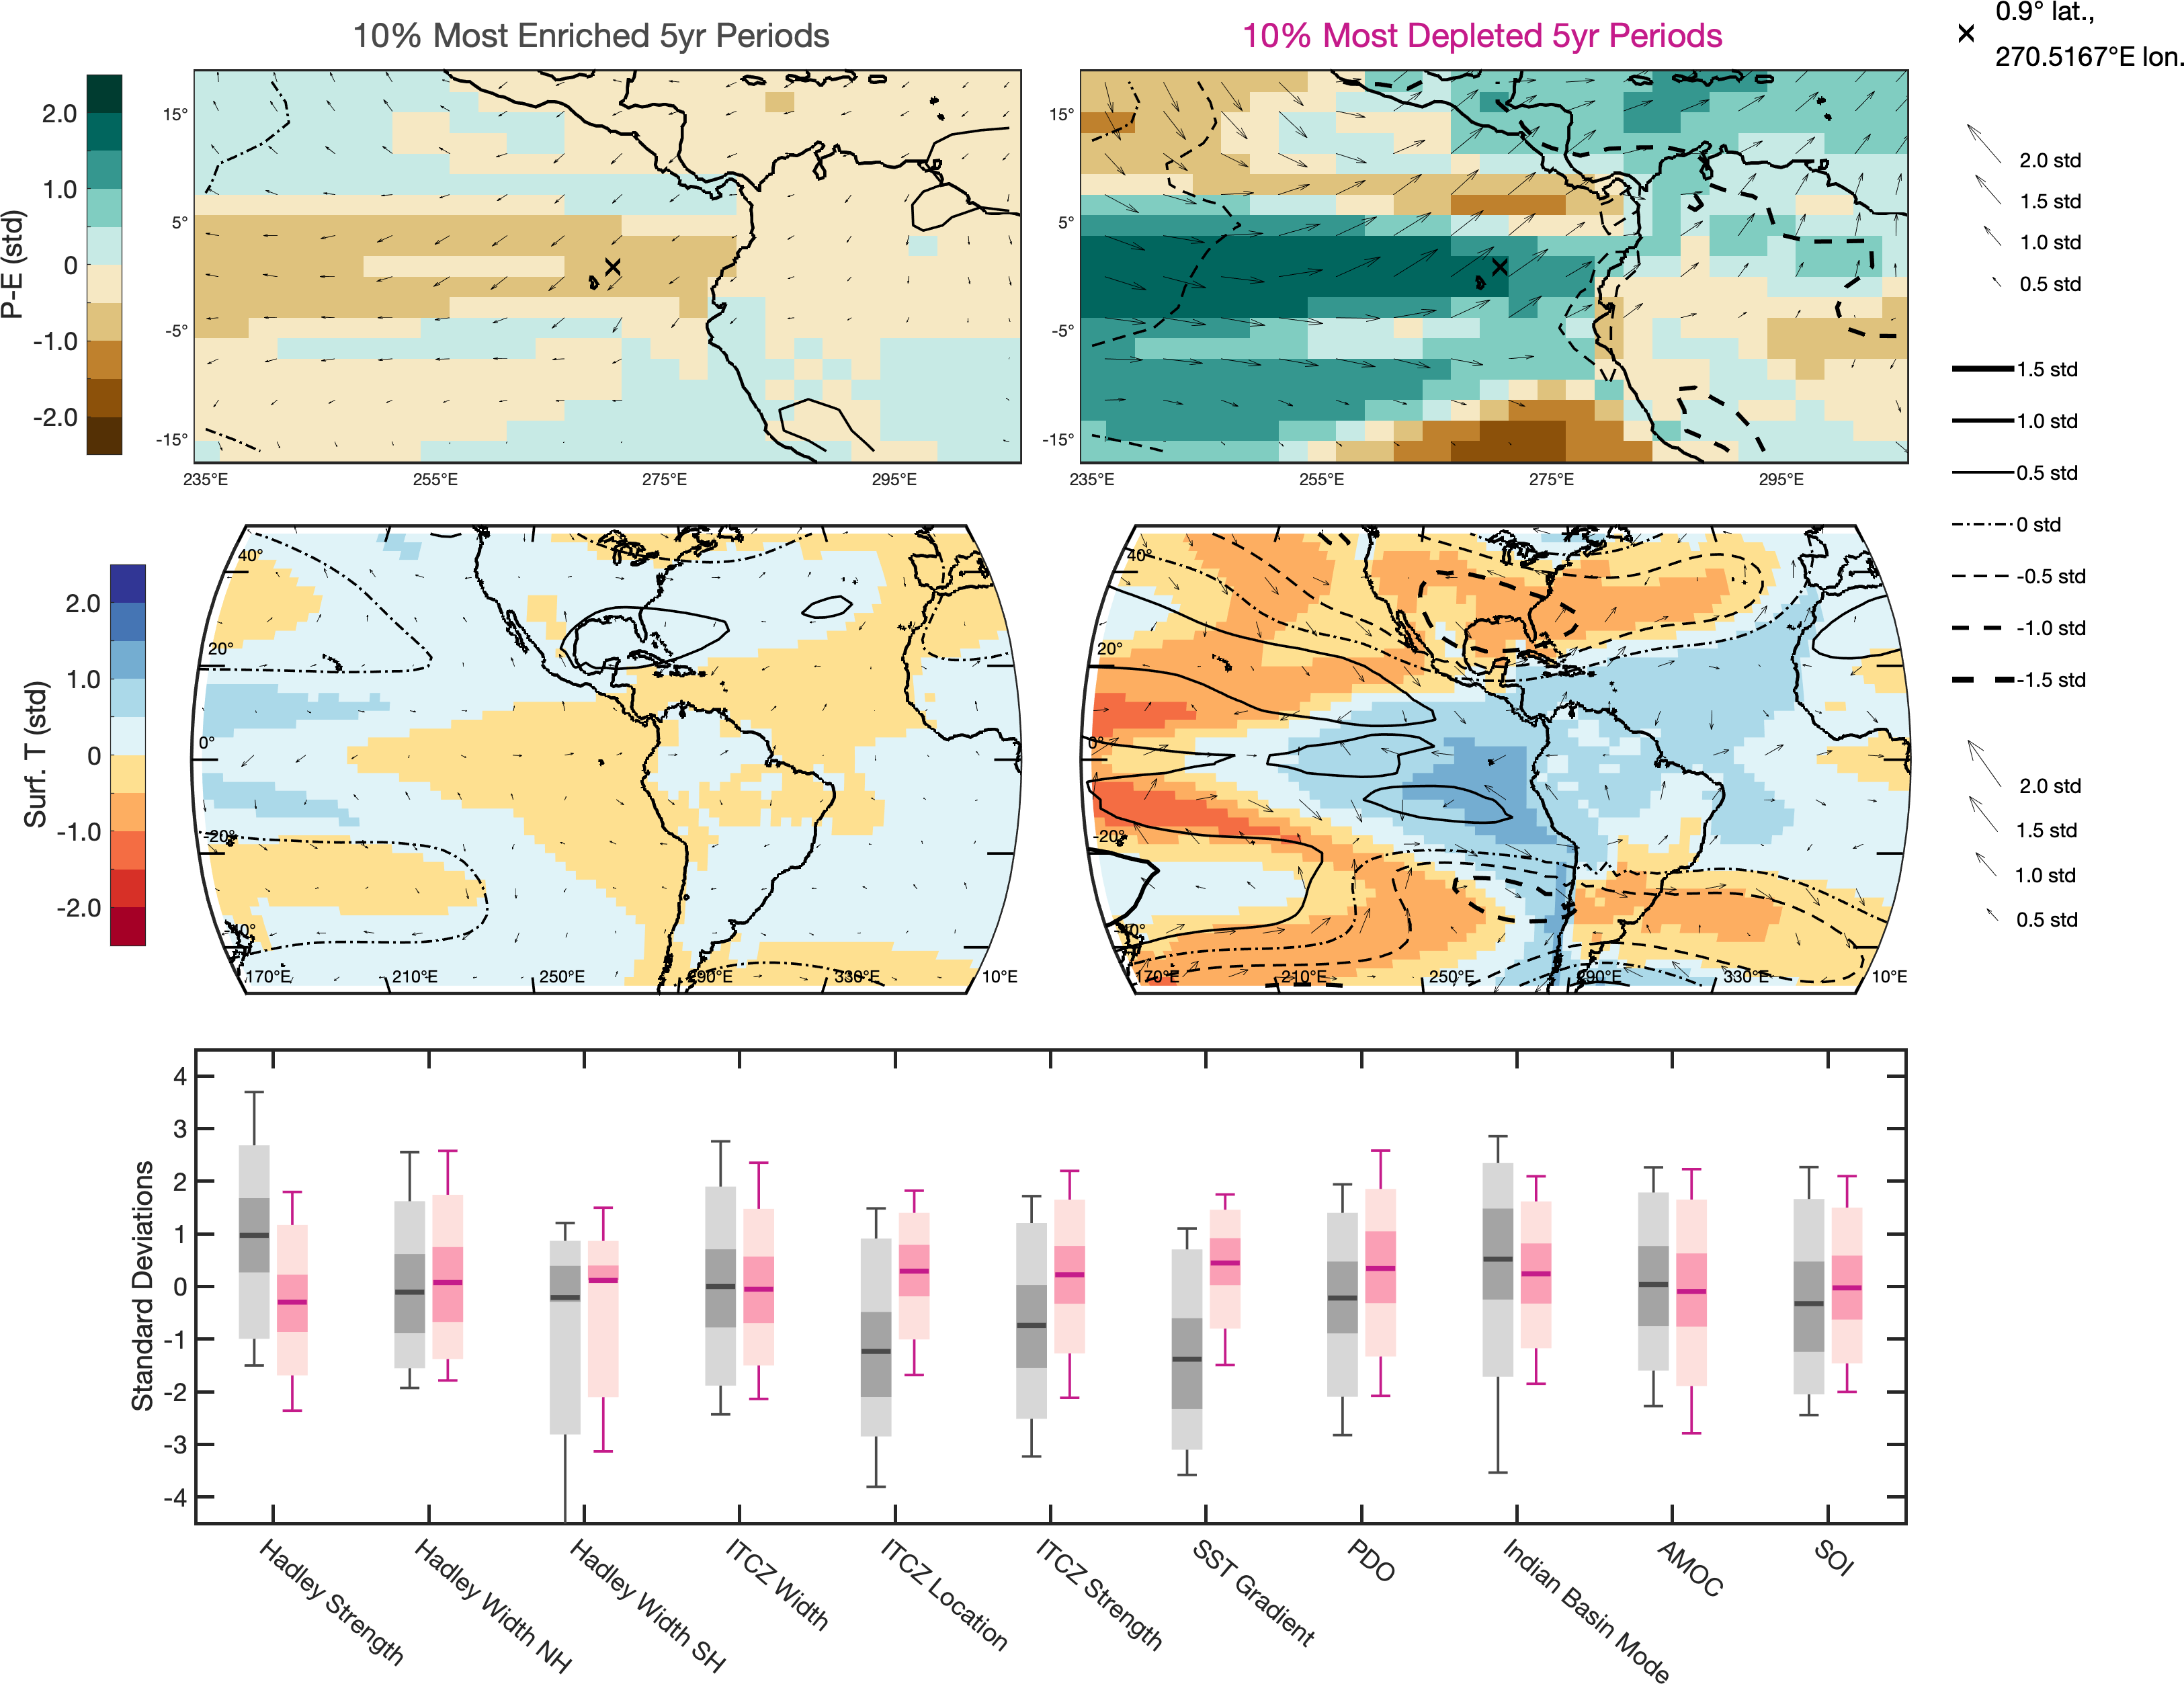 10% Most Enriched 5yr Periods
10% Most Depleted 5yr Periods
0.9° lat.,
270.5167°E lon.
P-E (std)
2.0
1.0
0
-1.0
-2.0
15°
5°
-5°
-15°
235°E
255°E
275°E
295°E
15°
5°
-5°
-15°
235°E
255°E
275°E
295°E
2.0 std
1.5 std
1.0 std
0.5 std
1.5 std
1.0 std
0.5 std
0 std
-0.5 std
-1.0 std
-1.5 std
2.0 std
1.5 std
1.0 std
0.5 std
Surf. T (std)
2.0
1.0
0
-1.0
-2.0
40°
20°
0°
-20°
-40°
170°E
210°E
250°E
290°E
330°E
10°E
40°
20°
0°
-20°
-40°
170°E
210°E
250°E
290°E
330°E
10°E
Standard Deviations
4
3
2
1
0
-1
-2
-3
-4
Hadley Strength
Hadley Width NH
Hadley Width SH
ITCZ Width
ITCZ Location
ITCZ Strength
SST Gradient
PDO
Indian Basin Mode
AMOC
SOI